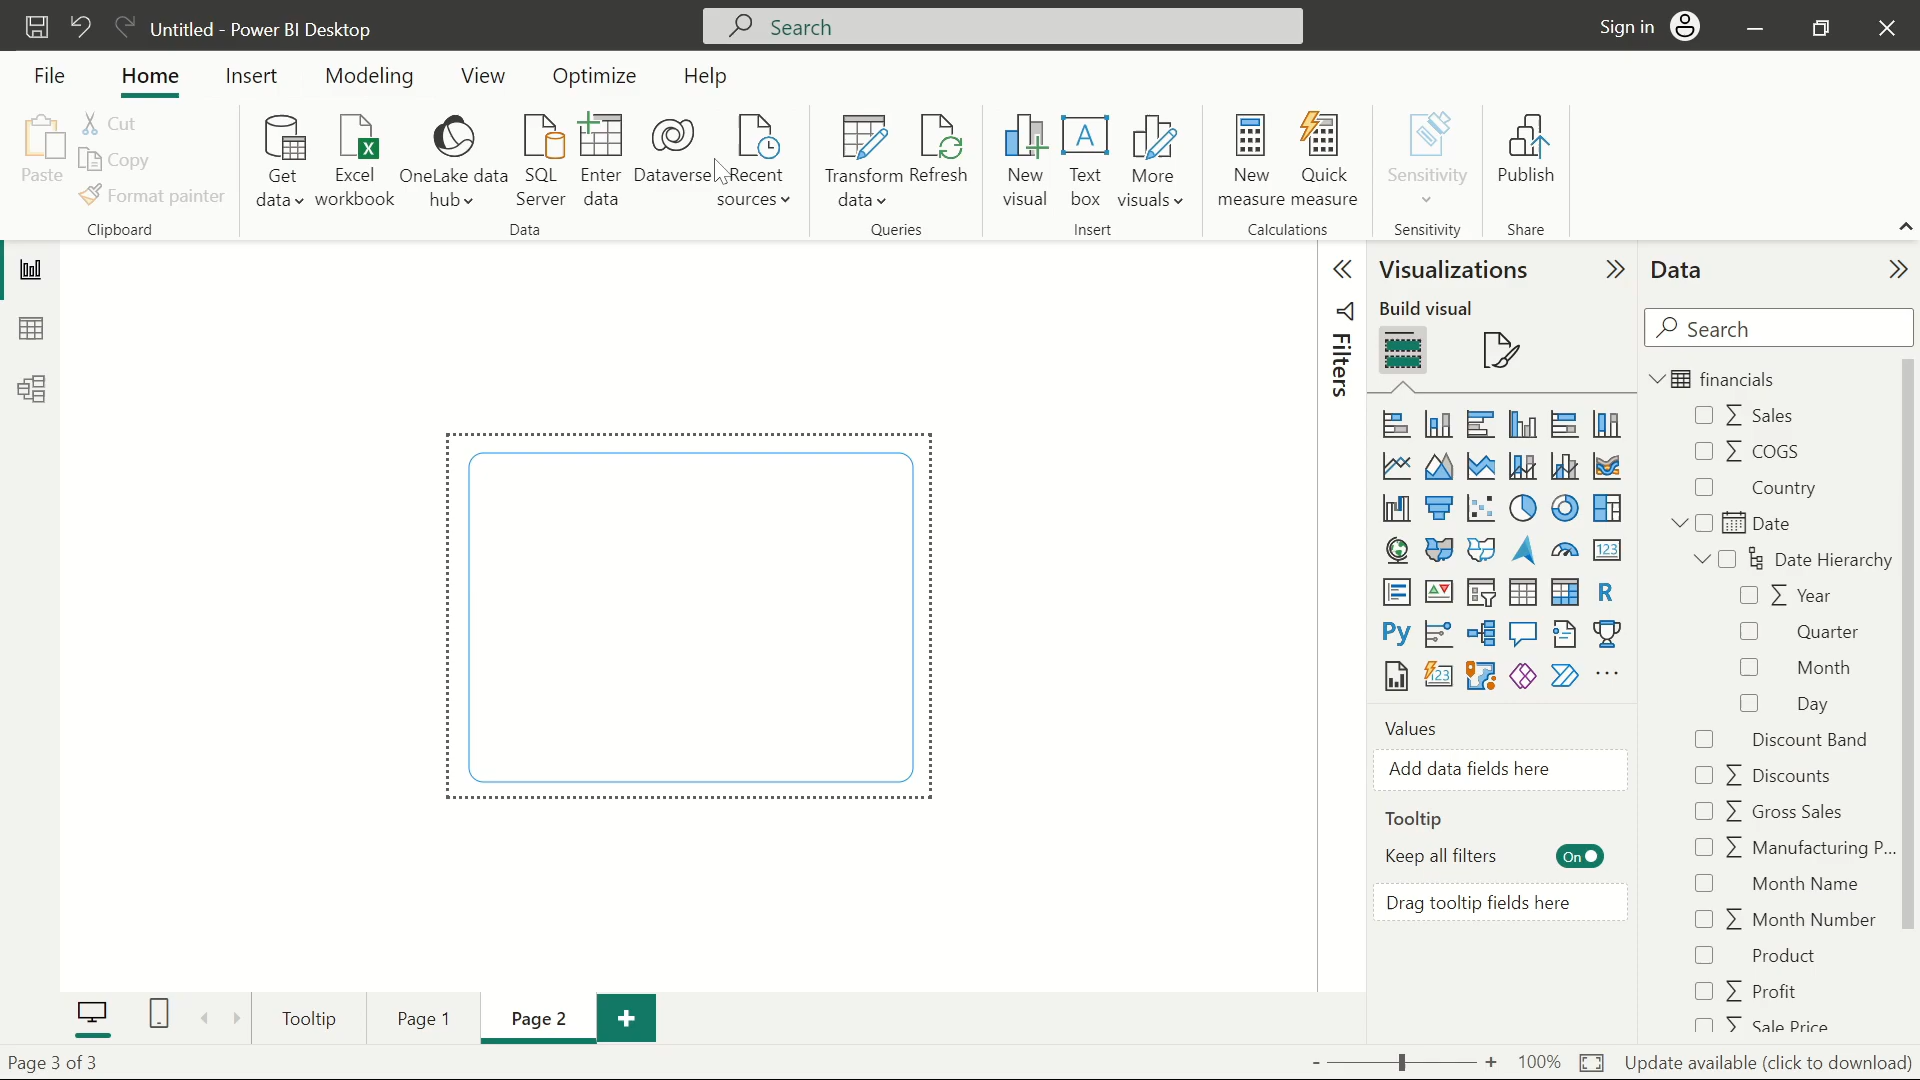 Untitled - Power BI Desktop
Search
Sign in
File
Home
Insert
Modeling
View
Optimize
Help
Paste
Cut
Copy
Format painter
Clipboard
Get data
Excel workbook
OneLake data hub
SQL Server
Enter data
Dataverse
Recent sources
Data
Transform data
Refresh
Queries
New visual
Text box
More visuals
Insert
New measure
Quick measure
Calculations
Sensitivity
Sensitivity
Publish
Share
Filters
Visualizations
Build visual
123
R
Py
123
Values
Add data fields here
Tooltip
Keep all filters
On
Drag tooltip fields here
Data
Search
financials
Σ Sales
Σ COGS
Country
Date
Date Hierarchy
Σ Year
Quarter
Month
Day
Discount Band
Σ Discounts
Σ Gross Sales
Σ Manufacturing P...
Month Name
Σ Month Number
Product
Σ Profit
Σ Sale Price
Tooltip
Page 1
Page 2
Page 3 of 3
- + 100%
Update available (click to download)